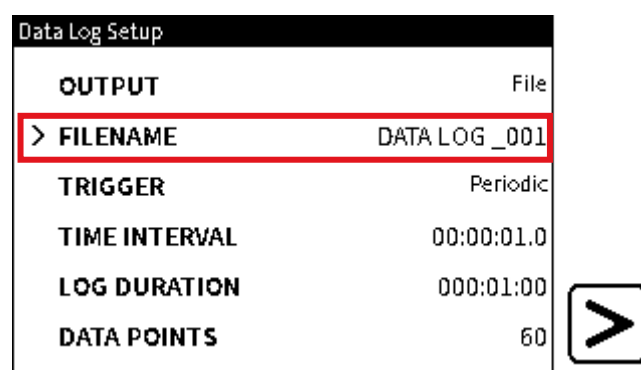 Data Log Setup
OUTPUT File
> FILENAME DATA LOG _001
TRIGGER Periodic
TIME INTERVAL 00:00:01.0
LOG DURATION 000:01:00
DATA POINTS 60
>